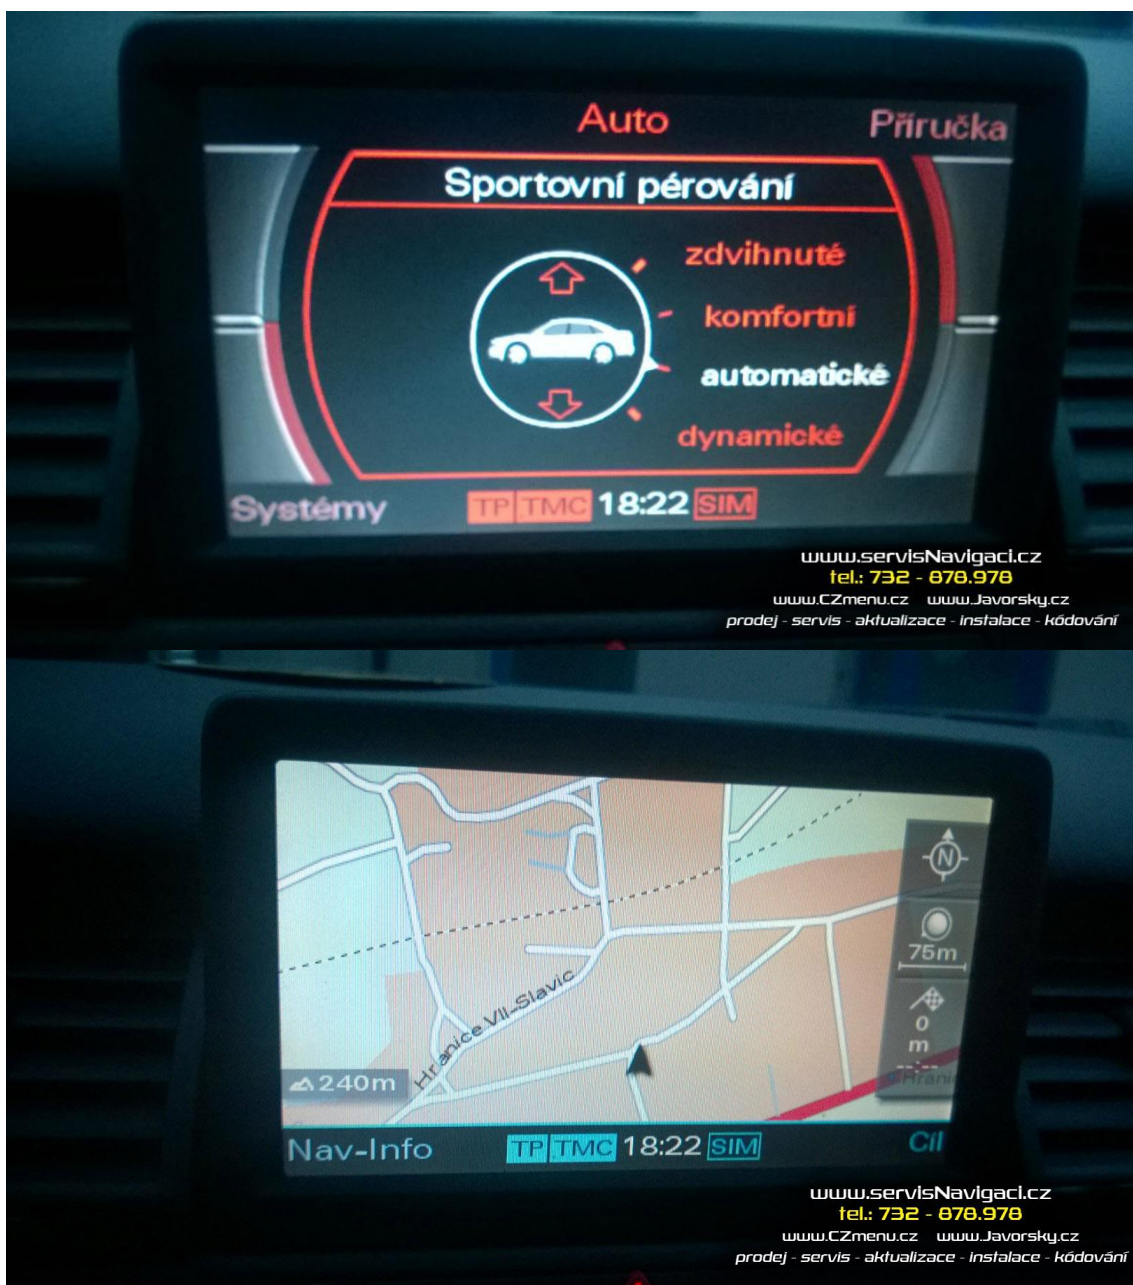 Auto
Příručka
Sportovní pérování
zdvihnuté
komfortní
automatické
dynamické
Systémy
TP TMC 18:22 SIM
www.servisNavigaci.cz
tel.: 732 - 878.978
www.CZmenu.cz www.Javorsky.cz
prodej - servis - aktualizace - instalace - kódování
N
75m
Hranice VII-Slavic
0
m
240m
Nav-Info TP TMC 18:22 SIM Cíl
www.servisNavigaci.cz
tel.: 732 - 878.978
www.CZmenu.cz www.Javorsky.cz
prodej - servis - aktualizace - instalace - kódování